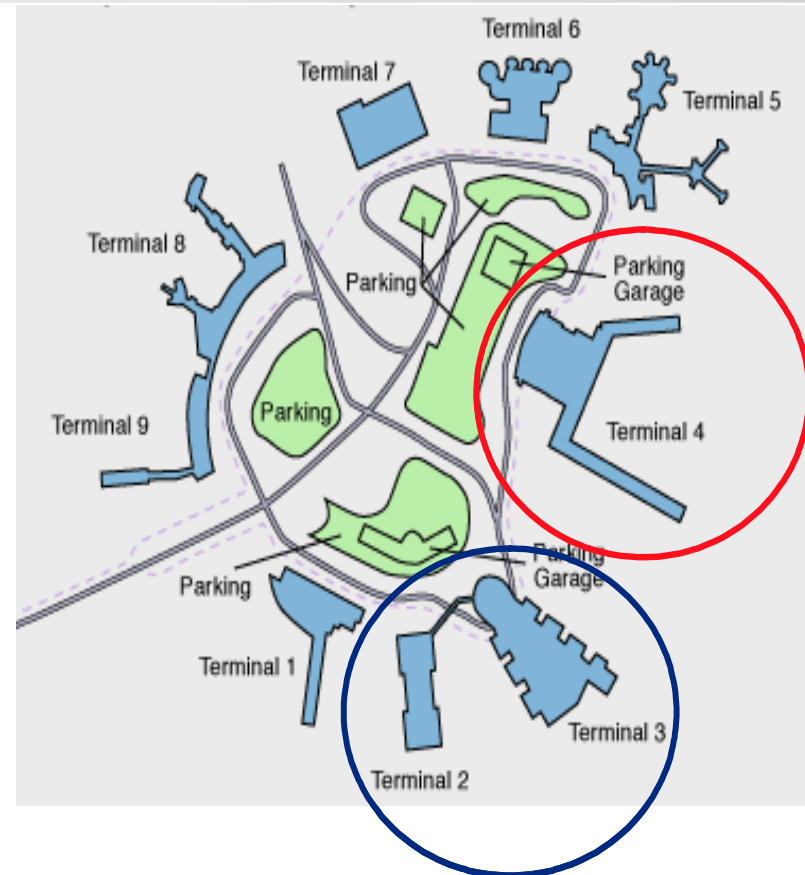 Terminal 6
Terminal 7
Terminal 5
Terminal 8
Parking
Parking
Garage
Parking
Terminal 9
Terminal 4
Parking
Garage
Parking
Terminal 1
Terminal 3
Terminal 2